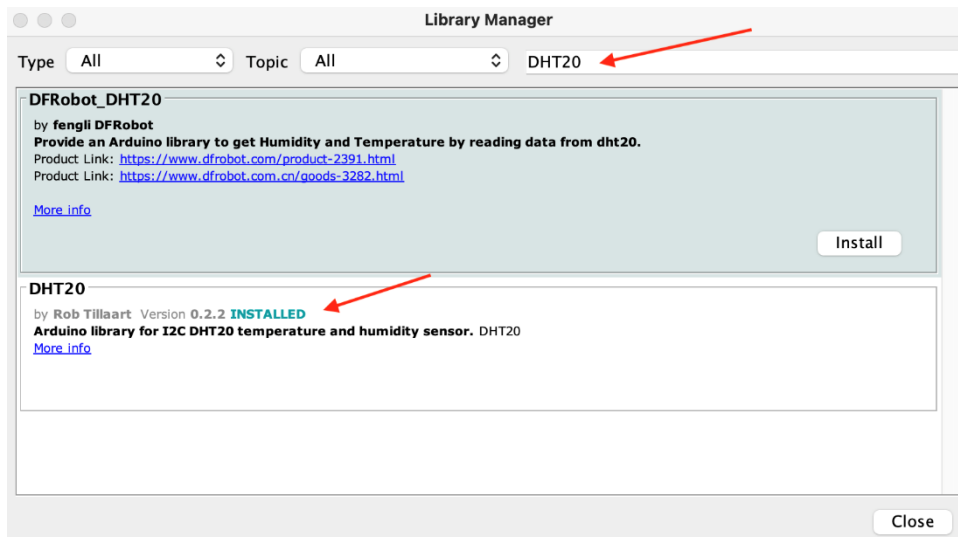 Library Manager
Type All Topic All DHT20
DFRobot_DHT20
by fengli DFRobot
Provide an Arduino library to get Humidity and Temperature by reading data from dht20.
Product Link: https://www.dfrobot.com/product-2391.html
Product Link: https://www.dfrobot.com.cn/goods-3282.html
More info
Install
DHT20
by Rob Tillaart Version 0.2.2 INSTALLED
Arduino library for I2C DHT20 temperature and humidity sensor. DHT20
More info
Close